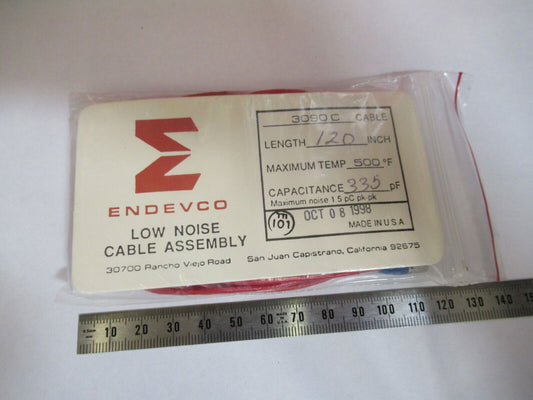 ENDEVCO
LOW NOISE
CABLE ASSEMBLY
30700 Rancho Viejo Road San Juan Capistrano, California 92675
3090C CABLE
LENGTH 120 INCH
MAXIMUM TEMP 500 °F
CAPACITANCE 335 pF
Maximum noise 1.5 pC pk-pk
m
101
OCT 08 1998
MADE IN U.S.A.
10 20 30 40 50 60 70 80 90 100 110 120 130 140 15